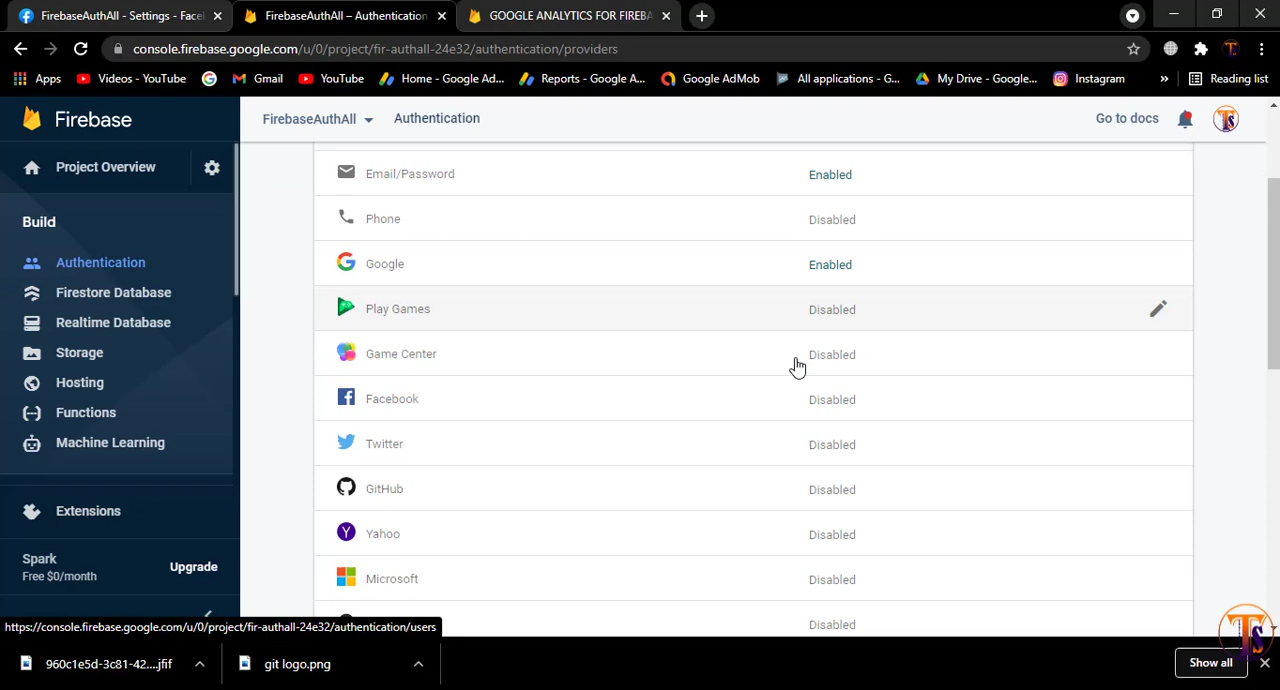 FirebaseAuthAll - Settings - Face
FirebaseAuthAll – Authentication
GOOGLE ANALYTICS FOR FIREBA
console.firebase.google.com/u/0/project/fir-authall-24e32/authentication/providers
Apps
Videos - YouTube
Gmail
YouTube
Home - Google Ad...
Reports - Google A...
Google AdMob
All applications - G...
My Drive - Google...
Instagram
»
Reading list
Firebase
FirebaseAuthAll
Authentication
Go to docs
Project Overview
Build
Authentication
Firestore Database
Realtime Database
Storage
Hosting
Functions
Machine Learning
Extensions
Spark
Free $0/month
Upgrade
Email/Password Enabled
Phone Disabled
Google Enabled
Play Games Disabled
Game Center Disabled
Facebook Disabled
Twitter Disabled
GitHub Disabled
Yahoo Disabled
Microsoft Disabled
Disabled
https://console.firebase.google.com/u/0/project/fir-authall-24e32/authentication/users
960c1e5d-3c81-42....jfif
git logo.png
Show all
TS